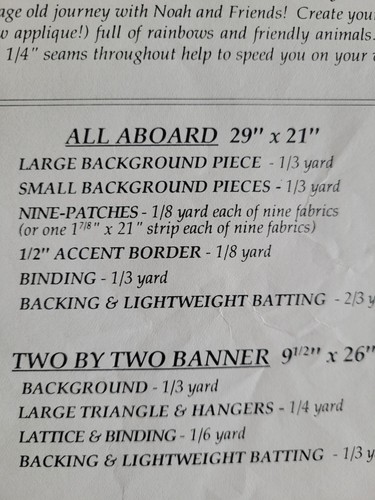 age old journey with Noah and Friends! Create you
w applique!) full of rainbows and friendly animals.
1/4" seams throughout help to speed you on your
ALL ABOARD 29" x 21"
LARGE BACKGROUND PIECE - 1/3 yard
SMALL BACKGROUND PIECES - 1/3 yard
NINE-PATCHES - 1/8 yard each of nine fabrics
(or one 1 7/8" x 21" strip each of nine fabrics)
1/2" ACCENT BORDER - 1/8 yard
BINDING - 1/3 yard
BACKING & LIGHTWEIGHT BATTING - 2/3 y
TWO BY TWO BANNER 9 1/2" x 26"
BACKGROUND - 1/3 yard
LARGE TRIANGLE & HANGERS - 1/4 yard
LATTICE & BINDING - 1/6 yard
BACKING & LIGHTWEIGHT BATTING - 1/3 y